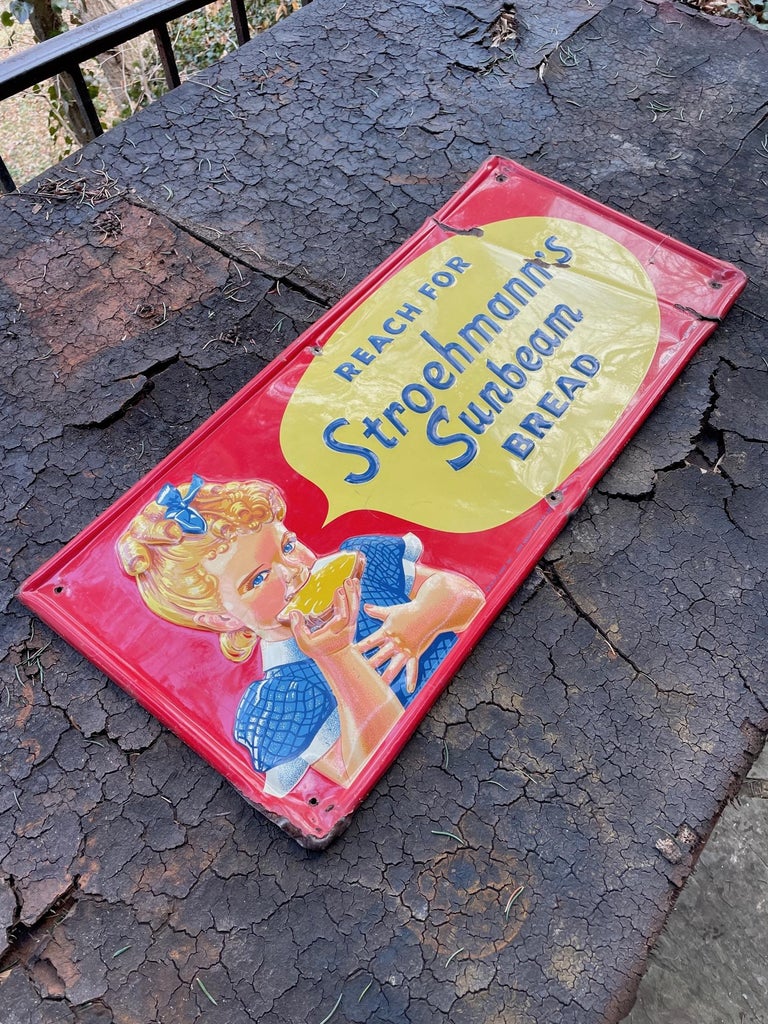 REACH FOR
Stroehmann's
Sunbeam
BREAD